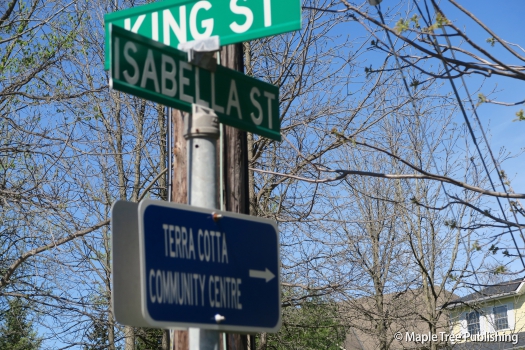 KING ST
ISABELLA ST
TERRA COTTA
COMMUNITY CENTRE
© Maple Tree Publishing